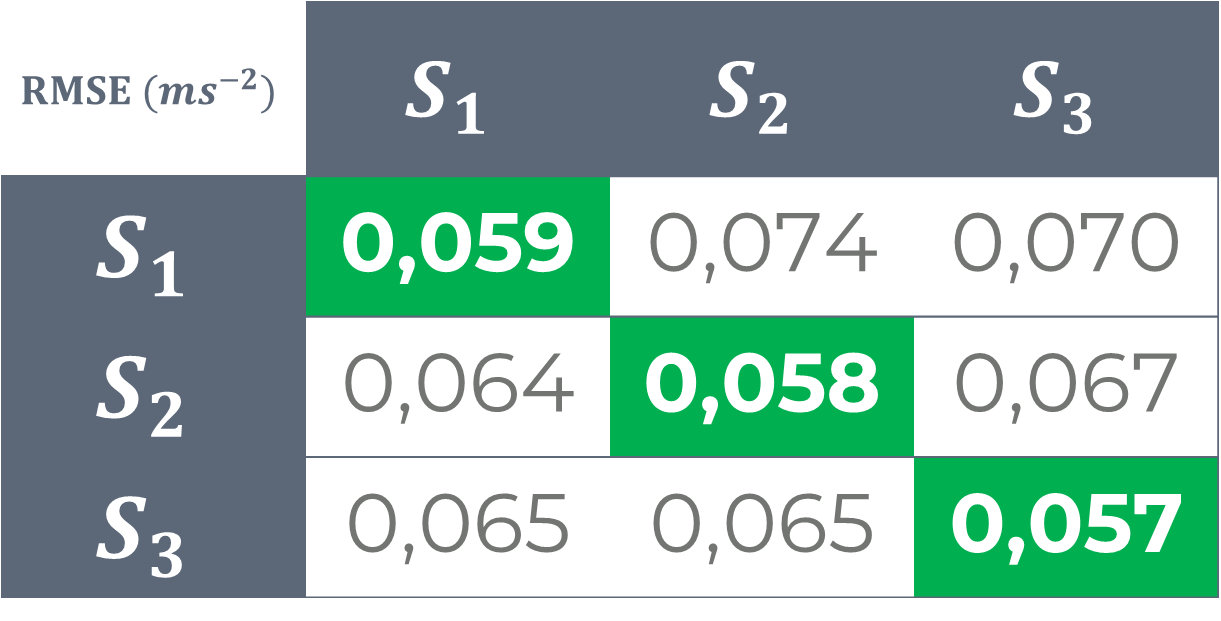 RMSE (ms⁻²) S₁ S₂ S₃
S₁ 0,059 0,074 0,070
S₂ 0,064 0,058 0,067
S₃ 0,065 0,065 0,057